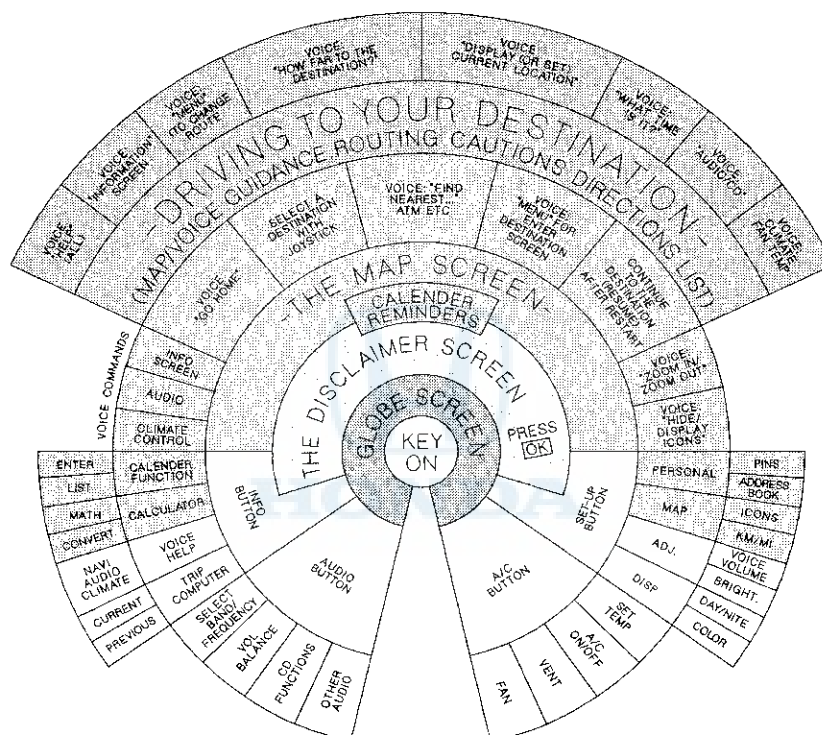 VOICE:
"HELP"
(ALL)
VOICE:
"INFORMATION"
SCREEN
VOICE:
"MENU"
(TO CHANGE
ROUTE
VOICE:
"HOW FAR TO THE
DESTINATION?"
VOICE:
"DISPLAY (OR SET)
CURRENT LOCATION"
VOICE:
"WHAT TIME
IS IT?"
VOICE:
"AUDIO/CD"
VOICE:
CLIMATE
FAN TEMP
-DRIVING TO YOUR DESTINATION-
(MAP/VOICE GUIDANCE ROUTING CAUTIONS DIRECTIONS LIST)
VOICE:
"GO HOME"
SELECT A
DESTINATION
WITH
JOYSTICK
VOICE: "FIND
NEAREST..."
ATM ETC
VOICE:
"MENU" FOR
ENTER
DESTINATION
SCREEN
CONTINUE
TO LAST
DESTINATION
(RESUME)
AFTER RESTART
-THE MAP SCREEN-
CALENDER
REMINDERS
THE DISCLAIMER SCREEN
PRESS
OK
GLOBE SCREEN
KEY
ON
VOICE COMMANDS
INFO
SCREEN
AUDIO
CLIMATE
CONTROL
VOICE:
"ZOOM IN/
ZOOM OUT"
VOICE:
"HIDE/
DISPLAY
ICONS"
HONDA
INFO
BUTTON
CALENDER
FUNCTION
ENTER
LIST
CALCULATOR
MATH
CONVERT
VOICE
HELP
NAVI
AUDIO
CLIMATE
TRIP
COMPUTER
CURRENT
PREVIOUS
AUDIO
BUTTON
SELECT
BAND/
FREQUENCY
VOL
BALANCE
CD
FUNCTIONS
OTHER
AUDIO
A/C
BUTTON
FAN
VENT
A/C
ON/OFF
SET
TEMP
SET-UP
BUTTON
PERSONAL
PINS
ADDRESS
BOOK
MAP
ICONS
KM/MI
ADJ.
VOICE
VOLUME
DISP
BRIGHT.
DAY/NITE
COLOR